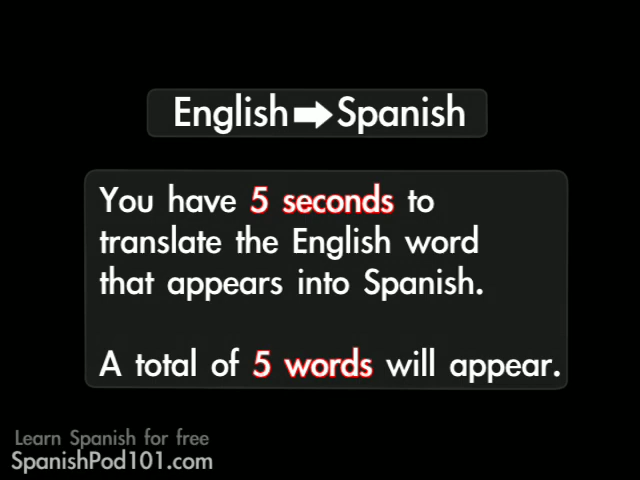 English➡Spanish
You have 5 seconds to
translate the English word
that appears into Spanish.
A total of 5 words will appear.
Learn Spanish for free
SpanishPod101.com